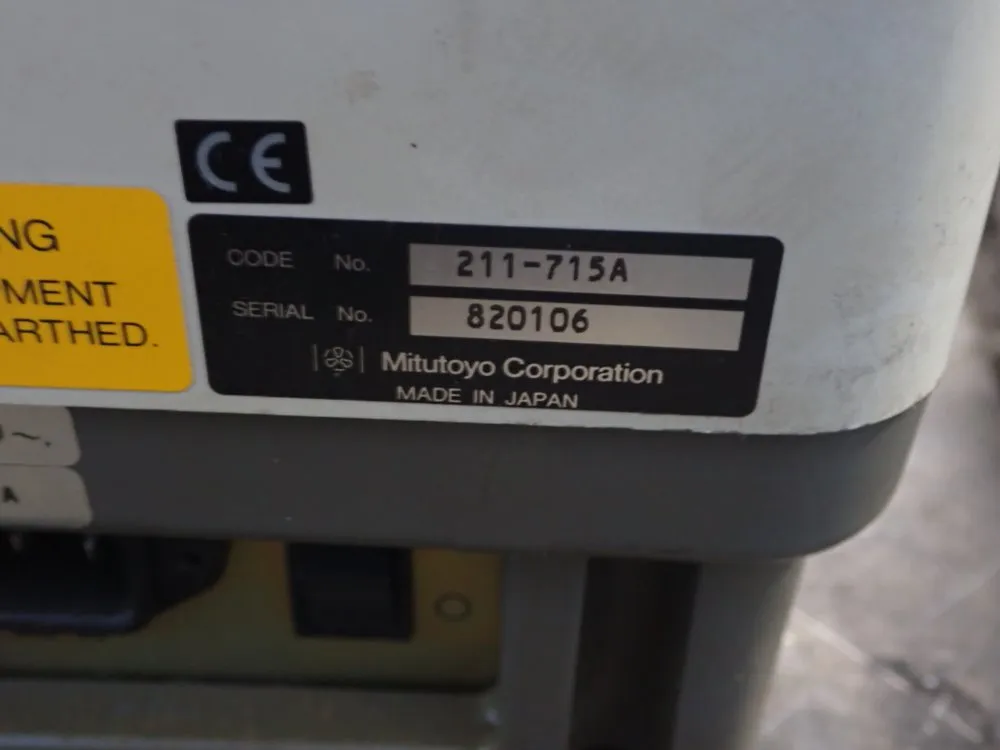 CE
NG
MENT
ARTHED.
CODE No. 211-715A
SERIAL No. 820106
Mitutoyo Corporation
MADE IN JAPAN
A